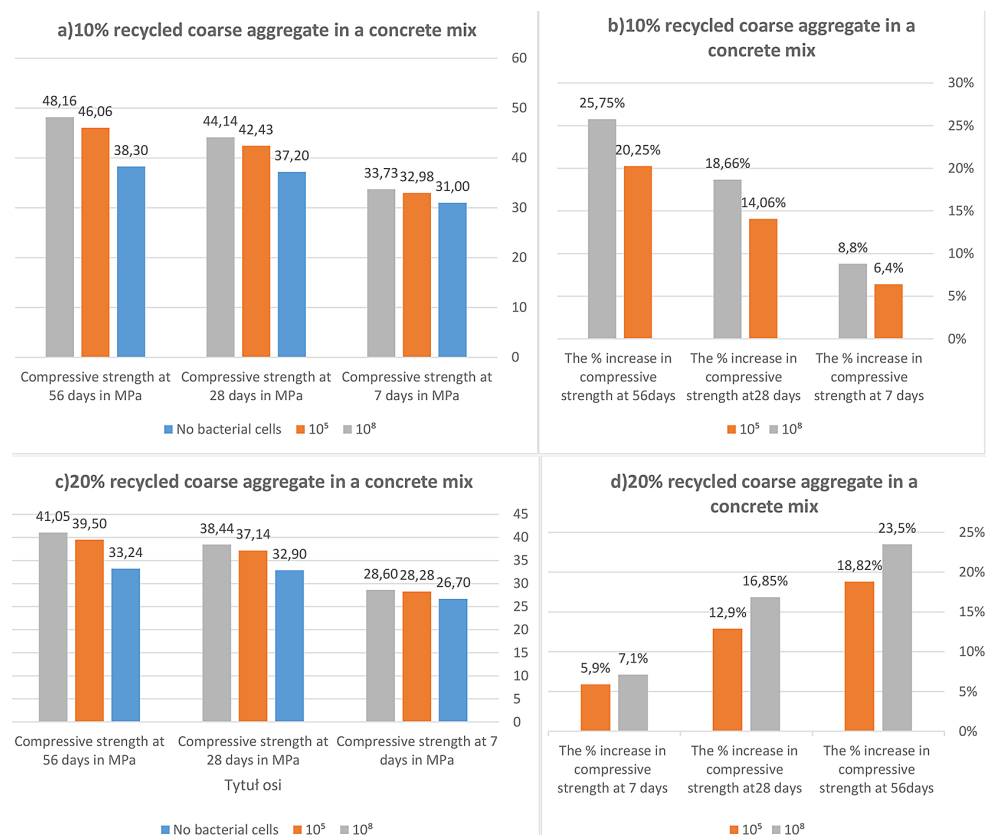 a)10% recycled coarse aggregate in a concrete mix
60
50
40
30
20
10
0
48,16
46,06
38,30
44,14
42,43
37,20
33,73
32,98
31,00
Compressive strength at
56 days in MPa
Compressive strength at
28 days in MPa
Compressive strength at
7 days in MPa
No bacterial cells
10⁵
10⁸
b)10% recycled coarse aggregate in a
concrete mix
30%
25%
20%
15%
10%
5%
0%
25,75%
20,25%
18,66%
14,06%
8,8%
6,4%
The % increase in
compressive
strength at 56days
The % increase in
compressive
strength at28 days
The % increase in
compressive
strength at 7 days
10⁵
10⁸
c)20% recycled coarse aggregate in a concrete mix
45
40
35
30
25
20
15
10
5
0
41,05
39,50
33,24
38,44
37,14
32,90
28,60
28,28
26,70
Compressive strength at
56 days in MPa
Compressive strength at
28 days in MPa
Compressive strength at 7
days in MPa
Tytuł osi
No bacterial cells
10⁵
10⁸
d)20% recycled coarse aggregate in a
concrete mix
25%
20%
15%
10%
5%
0%
5,9%
7,1%
12,9%
16,85%
18,82%
23,5%
The % increase in
compressive
strength at 7 days
The % increase in
compressive
strength at28 days
The % increase in
compressive
strength at 56days
10⁵
10⁸